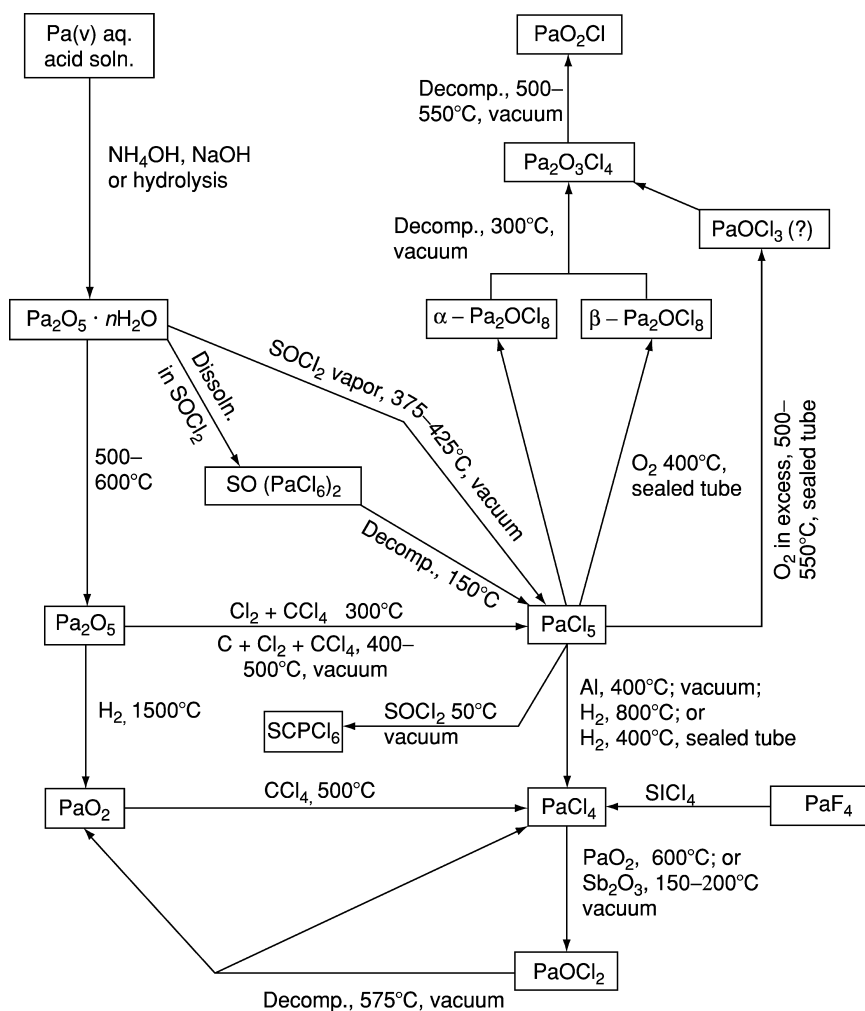 Pa(v) aq.
acid soln.
PaO₂Cl
Decomp., 500–
550°C, vacuum
NH₄OH, NaOH
or hydrolysis
Pa₂O₃Cl₄
Decomp., 300°C,
vacuum
PaOCl₃ (?)
Pa₂O₅ · nH₂O
α – Pa₂OCl₈
β – Pa₂OCl₈
Dissoln.
in SOCl₂
SOCl₂ vapor, 375–425°C, vacuum
500–
600°C
SO (PaCl₆)₂
O₂ 400°C,
sealed tube
O₂ in excess, 500–
550°C, sealed tube
Decomp., 150°C
Pa₂O₅
Cl₂ + CCl₄ 300°C
C + Cl₂ + CCl₄, 400–
500°C, vacuum
PaCl₅
H₂, 1500°C
SCPCl₆
SOCl₂ 50°C
vacuum
Al, 400°C; vacuum;
H₂, 800°C; or
H₂, 400°C, sealed tube
PaO₂
CCl₄, 500°C
PaCl₄
SICl₄
PaF₄
PaO₂, 600°C; or
Sb₂O₃, 150–200°C
vacuum
PaOCl₂
Decomp., 575°C, vacuum